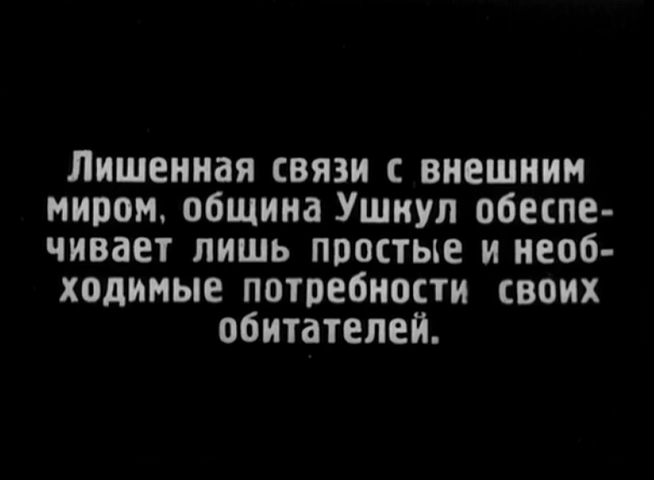 Лишенная связи с внешним
миром, община Ушкул обеспе-
чивает лишь простые и необ-
ходимые потребности своих
обитателей.